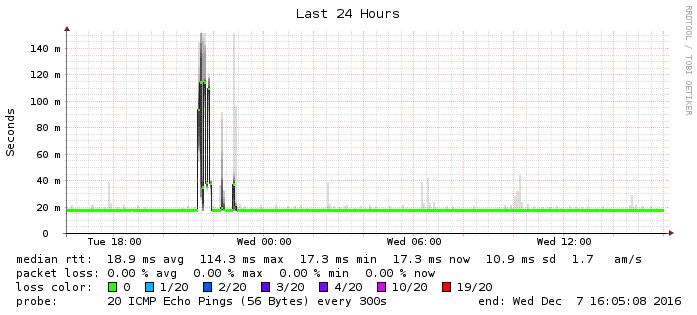 Last 24 Hours
RRDTOOL / TOBI OETIKER
Seconds
140 m
120 m
100 m
80 m
60 m
40 m
20 m
0
Tue 18:00 Wed 00:00 Wed 06:00 Wed 12:00
median rtt: 18.9 ms avg 114.3 ms max 17.3 ms min 17.3 ms now 10.9 ms sd 1.7 am/s
packet loss: 0.00 % avg 0.00 % max 0.00 % min 0.00 % now
loss color: 0 1/20 2/20 3/20 4/20 10/20 19/20
probe: 20 ICMP Echo Pings (56 Bytes) every 300s end: Wed Dec 7 16:05:08 2016